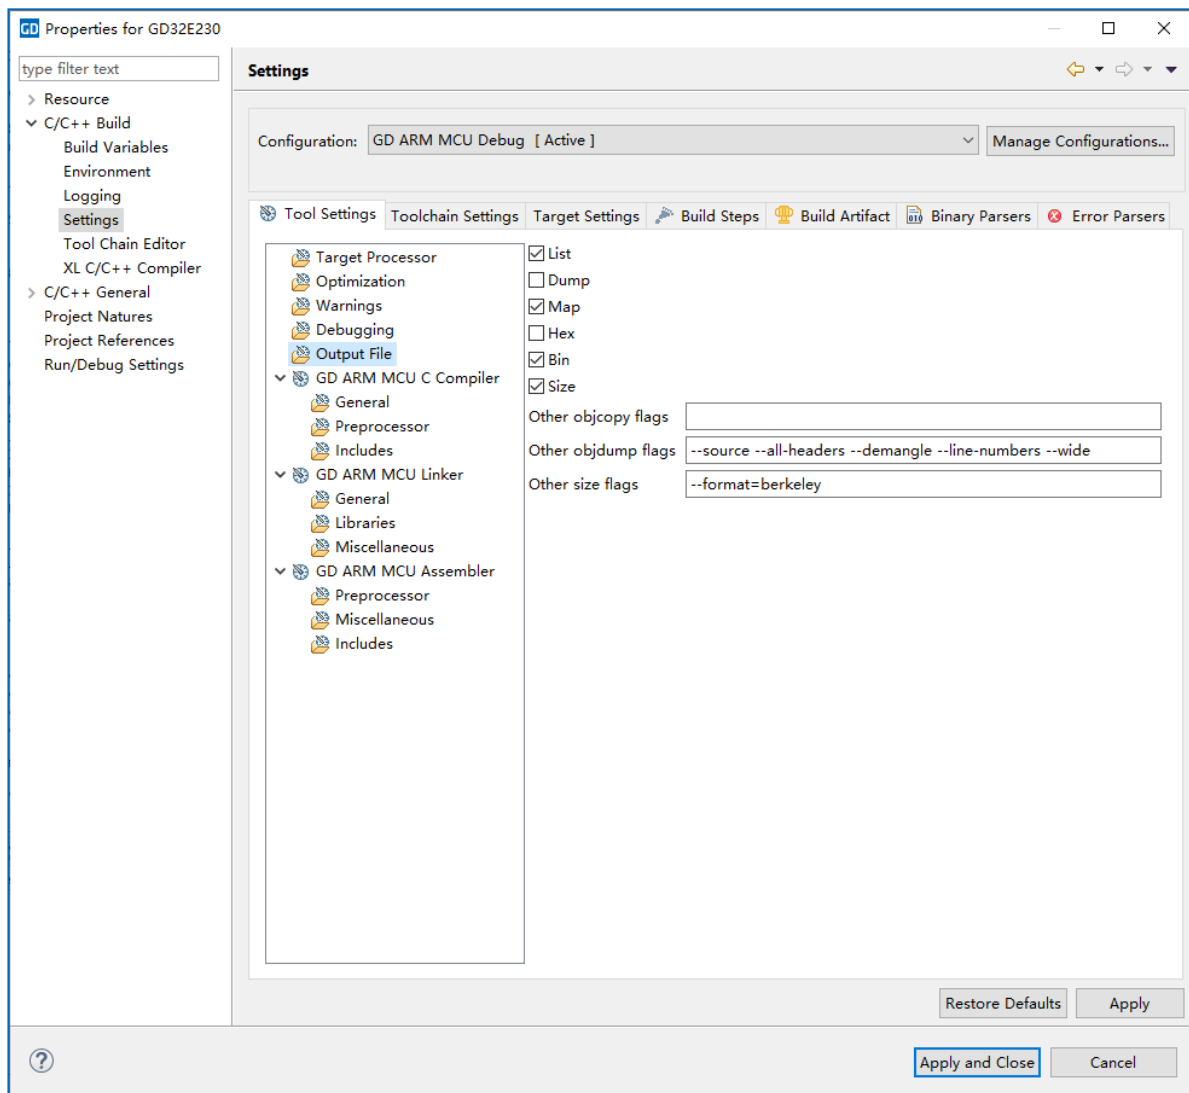 GD Properties for GD32E230
type filter text
Resource
C/C++ Build
Build Variables
Environment
Logging
Settings
Tool Chain Editor
XL C/C++ Compiler
C/C++ General
Project Natures
Project References
Run/Debug Settings
Settings
Configuration: GD ARM MCU Debug [ Active ] Manage Configurations...
Tool Settings Toolchain Settings Target Settings Build Steps Build Artifact 010 Binary Parsers Error Parsers
Target Processor
Optimization
Warnings
Debugging
Output File
GD ARM MCU C Compiler
General
Preprocessor
Includes
GD ARM MCU Linker
General
Libraries
Miscellaneous
GD ARM MCU Assembler
Preprocessor
Miscellaneous
Includes
List
Dump
Map
Hex
Bin
Size
Other objcopy flags
Other objdump flags --source --all-headers --demangle --line-numbers --wide
Other size flags --format=berkeley
Restore Defaults Apply
? Apply and Close Cancel